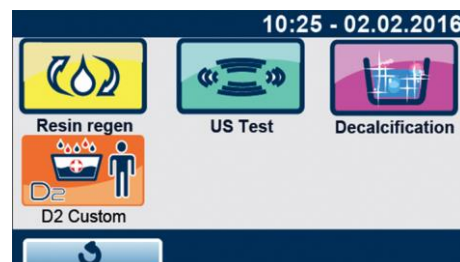 10:25 - 02.02.2016
Resin regen
US Test
Decalcification
D2
D2 Custom